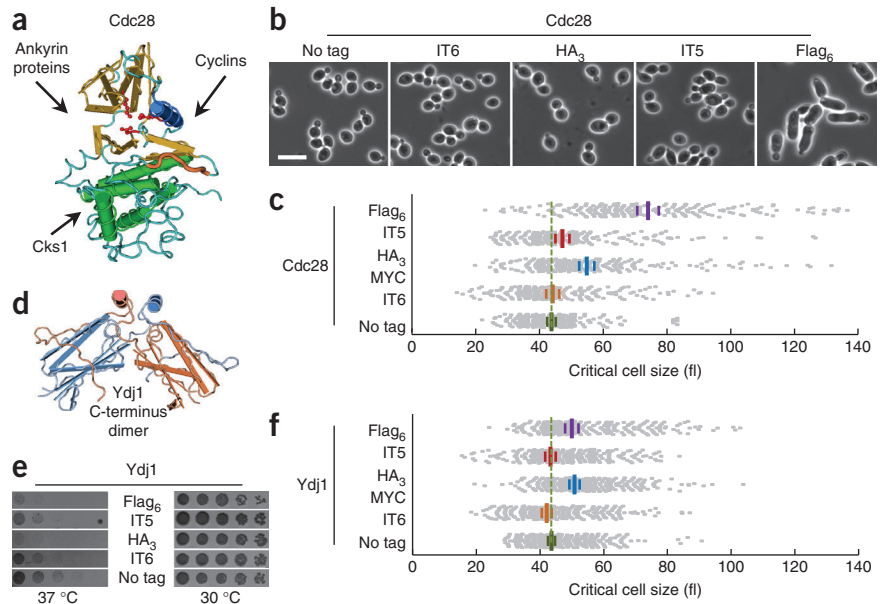 a
Cdc28
Ankyrin
proteins
Cyclins
Cks1
b
Cdc28
No tag
IT6
HA3
IT5
Flag6
c
Cdc28
Flag6
IT5
HA3
MYC
IT6
No tag
0
20
40
60
80
100
120
140
Critical cell size (fl)
d
Ydj1
C-terminus
dimer
e
Ydj1
Flag6
IT5
HA3
IT6
No tag
37 °C
30 °C
f
Ydj1
Flag6
IT5
HA3
MYC
IT6
No tag
0
20
40
60
80
100
120
140
Critical cell size (fl)